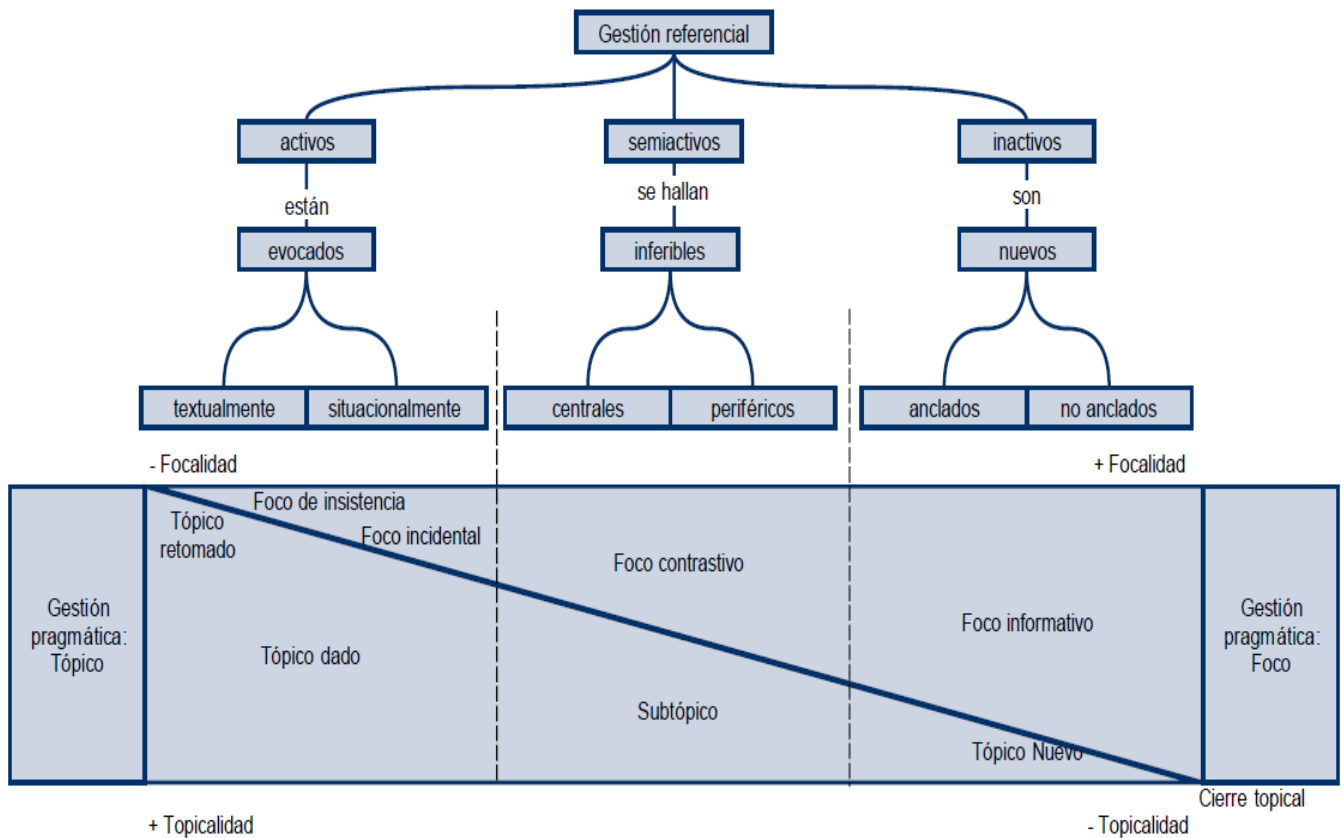 Gestión referencial
activos
semiactivos
inactivos
están
se hallan
son
evocados
inferibles
nuevos
textualmente
situacionalmente
centrales
periféricos
anclados
no anclados
- Focalidad
+ Focalidad
Foco de insistencia
Tópico
retomado
Foco incidental
Foco contrastivo
Gestión
pragmática:
Tópico
Foco informativo
Gestión
pragmática:
Foco
Tópico dado
Subtópico
Tópico Nuevo
Cierre topical
+ Topicalidad
- Topicalidad